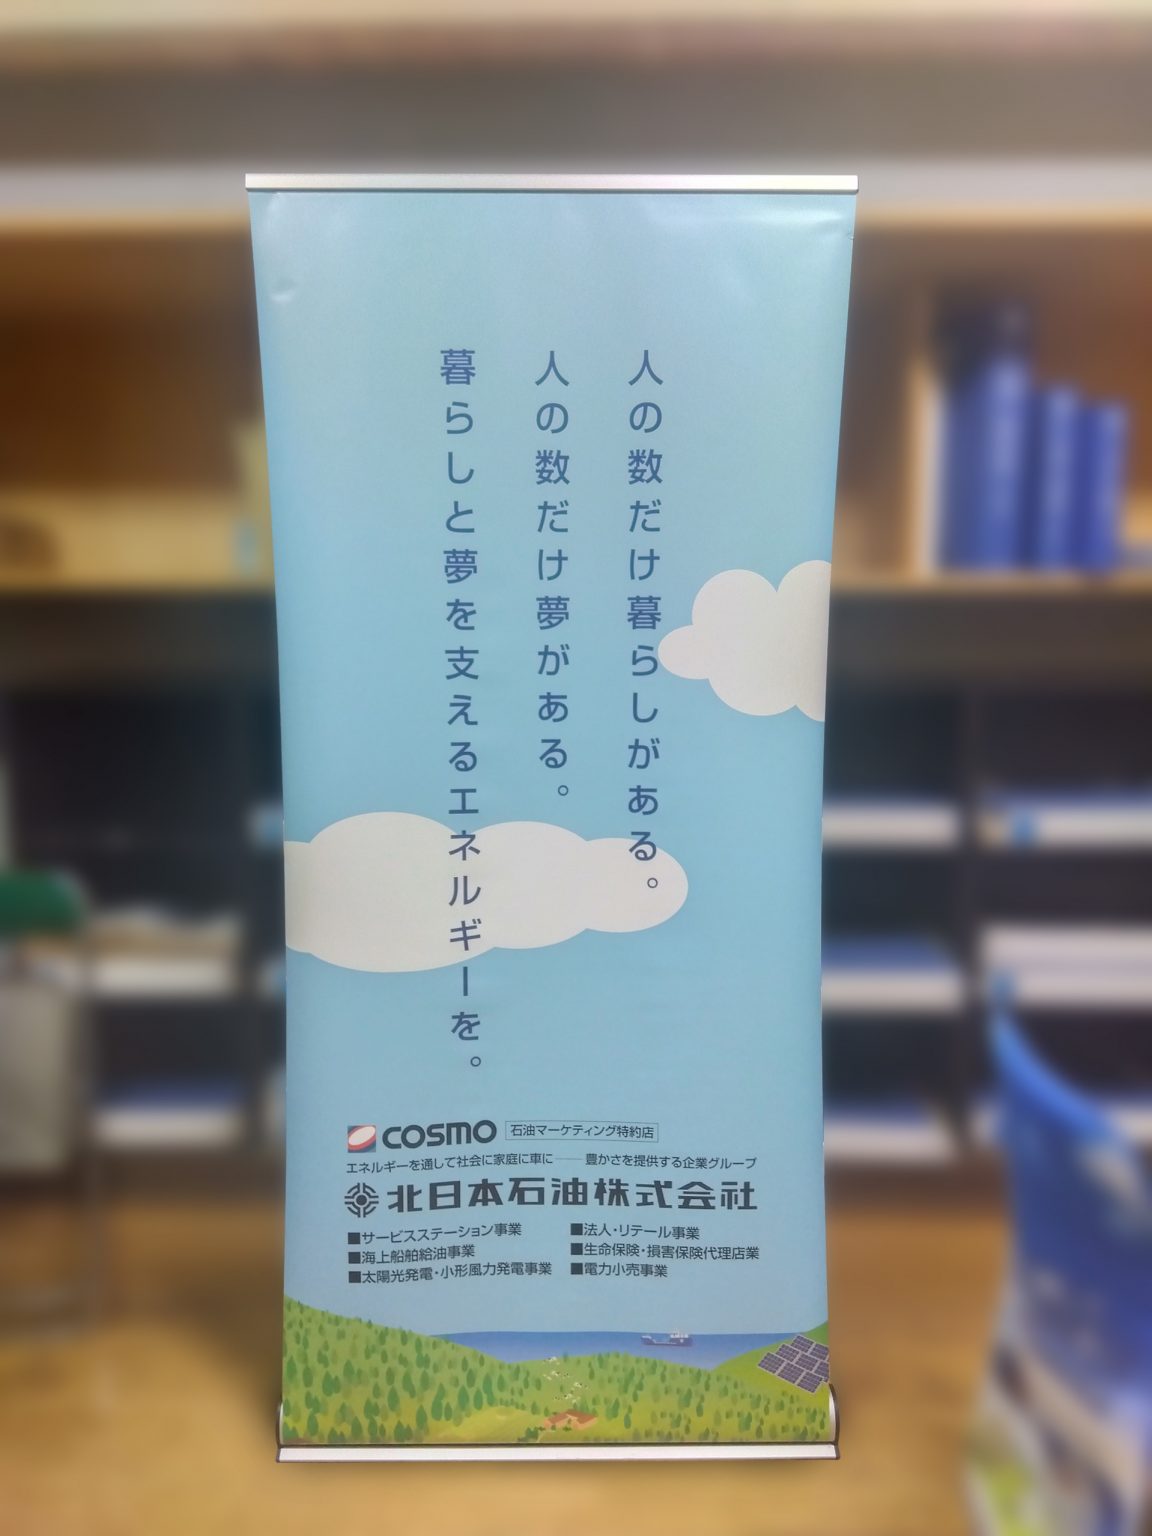 人の数だけ暮らしがある。
人の数だけ夢がある。
暮らしと夢を支えるエネルギーを。
COSMO 石油マーケティング特約店
エネルギーを通して社会に家庭に車に――豊かさを提供する企業グループ
北日本石油株式会社
■サービスステーション事業
■海上船舶給油事業
■太陽光発電・小形風力発電事業
■法人・リテール事業
■生命保険・損害保険代理店業
■電力小売事業